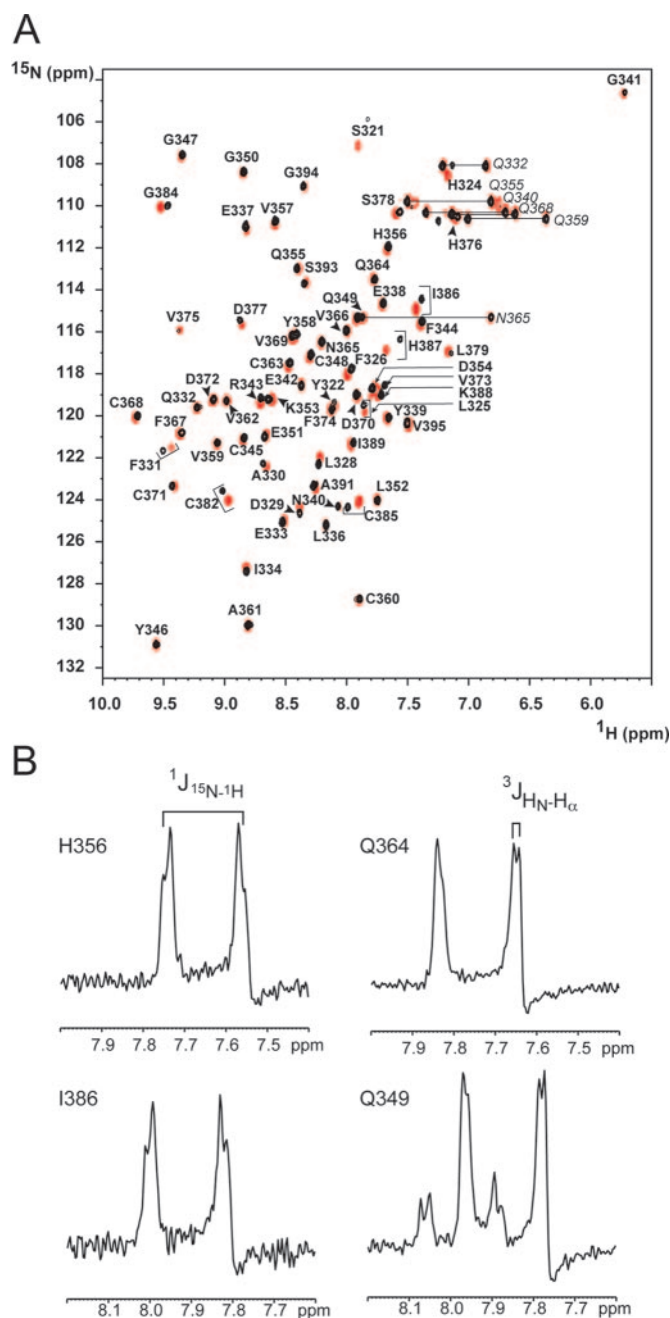 A
15N (ppm)
106
108
110
112
114
116
118
120
122
124
126
128
130
132
G341
S321
G347
G350
Q332
H324
Q355
G394
Q340
G384
S378
Q368
E337
V357
Q359
H376
H356
Q355
S393
Q364
I386
Q349
E338
V375
D377
Y358
V366
N365
F344
H387
V369
N365
L379
C363
C348
F326
D354
D372
R343
E342
Y322
V373
K388
C368
Q332
K353
F374
D370
L325
V362
Y339
F367
E351
V395
F331
V359
C345
I389
A330
L328
C371
A391
L352
C382
D329
N340
C385
E333
L336
I334
C360
A361
Y346
10.0 9.5 9.0 8.5 8.0 7.5 7.0 6.5 6.0
1H (ppm)
B
1J15N-1H
3JHN-Hα
H356
Q364
7.9 7.8 7.7 7.6 7.5 ppm
7.9 7.8 7.7 7.6 7.5 ppm
I386
Q349
8.1 8.0 7.9 7.8 7.7 ppm
8.1 8.0 7.9 7.8 7.7 ppm